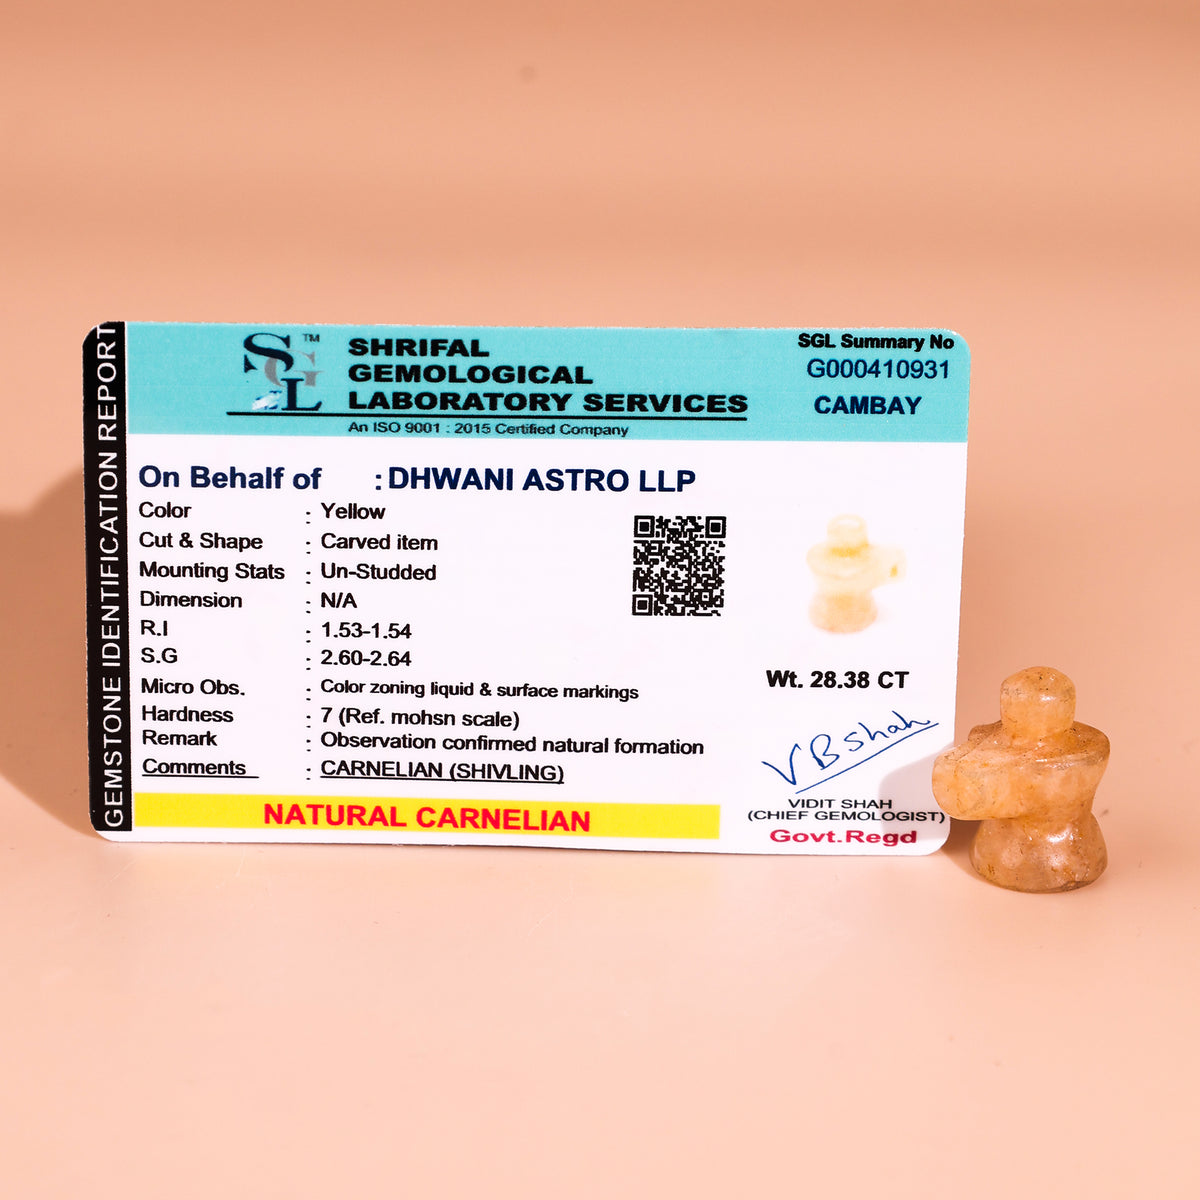 GEMSTONE IDENTIFICATION REPORT
SGL
TM
SHRIFAL
GEMOLOGICAL
LABORATORY SERVICES
An ISO 9001 : 2015 Certified Company
SGL Summary No
G000410931
CAMBAY
On Behalf of : DHWANI ASTRO LLP
Color : Yellow
Cut & Shape : Carved item
Mounting Stats : Un-Studded
Dimension : N/A
R.I : 1.53-1.54
S.G : 2.60-2.64
Micro Obs. : Color zoning liquid & surface markings
Hardness : 7 (Ref. mohsn scale)
Remark : Observation confirmed natural formation
Comments : CARNELIAN (SHIVLING)
NATURAL CARNELIAN
Wt. 28.38 CT
VBShah
VIDIT SHAH
(CHIEF GEMOLOGIST)
Govt.Regd